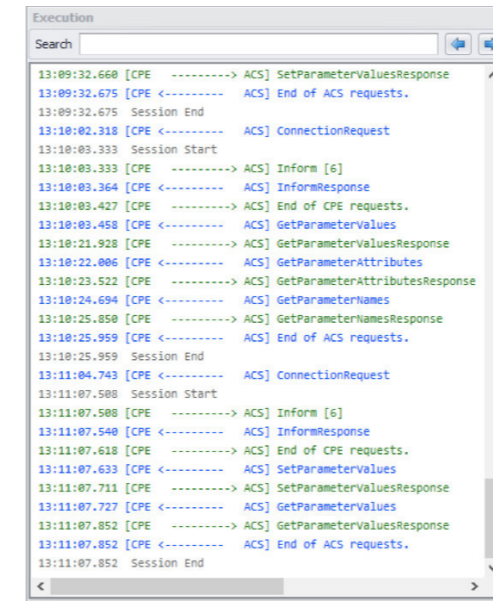 Execution
Search
13:09:32.660 [CPE ---------> ACS] SetParameterValuesResponse
13:09:32.675 [CPE <--------- ACS] End of ACS requests.
13:09:32.675 Session End
13:10:02.318 [CPE <--------- ACS] ConnectionRequest
13:10:03.333 Session Start
13:10:03.333 [CPE ---------> ACS] Inform [6]
13:10:03.364 [CPE <--------- ACS] InformResponse
13:10:03.427 [CPE ---------> ACS] End of CPE requests.
13:10:03.458 [CPE <--------- ACS] GetParameterValues
13:10:21.928 [CPE ---------> ACS] GetParameterValuesResponse
13:10:22.006 [CPE <--------- ACS] GetParameterAttributes
13:10:23.522 [CPE ---------> ACS] GetParameterAttributesResponse
13:10:24.694 [CPE <--------- ACS] GetParameterNames
13:10:25.850 [CPE ---------> ACS] GetParameterNamesResponse
13:10:25.959 [CPE <--------- ACS] End of ACS requests.
13:10:25.959 Session End
13:11:04.743 [CPE <--------- ACS] ConnectionRequest
13:11:07.508 Session Start
13:11:07.508 [CPE ---------> ACS] Inform [6]
13:11:07.540 [CPE <--------- ACS] InformResponse
13:11:07.618 [CPE ---------> ACS] End of CPE requests.
13:11:07.633 [CPE <--------- ACS] SetParameterValues
13:11:07.711 [CPE ---------> ACS] SetParameterValuesResponse
13:11:07.727 [CPE <--------- ACS] GetParameterValues
13:11:07.852 [CPE ---------> ACS] GetParameterValuesResponse
13:11:07.852 [CPE <--------- ACS] End of ACS requests.
13:11:07.852 Session End